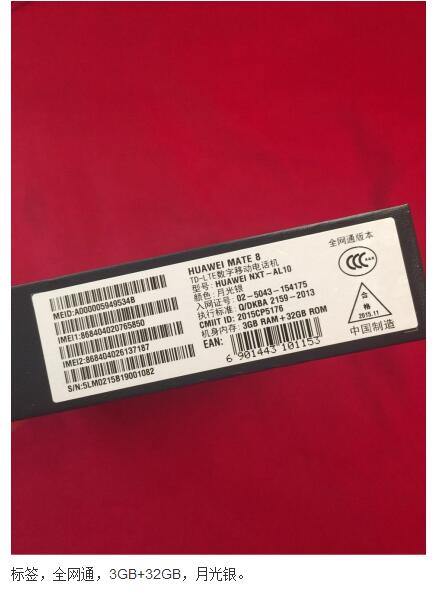 HUAWEI MATE 8
TD-LTE数字移动电话机
型号: HUAWEI NXT-AL10
颜色: 月光银
入网证号: 02-5043-154175
执行标准: Q/DKBA 2159-2013
CMIIT ID: 2015CP5176
机身内存: 3GB RAM+32GB ROM
EAN:
6 901443 101153
MEID:A000005949534B
IMEI1:868404020765850
IMEI2:868404026137187
S/N:5LM0215B19001082
全网通版本
CCC
合
格
2015.11
中国制造
标签，全网通，3GB+32GB，月光银。